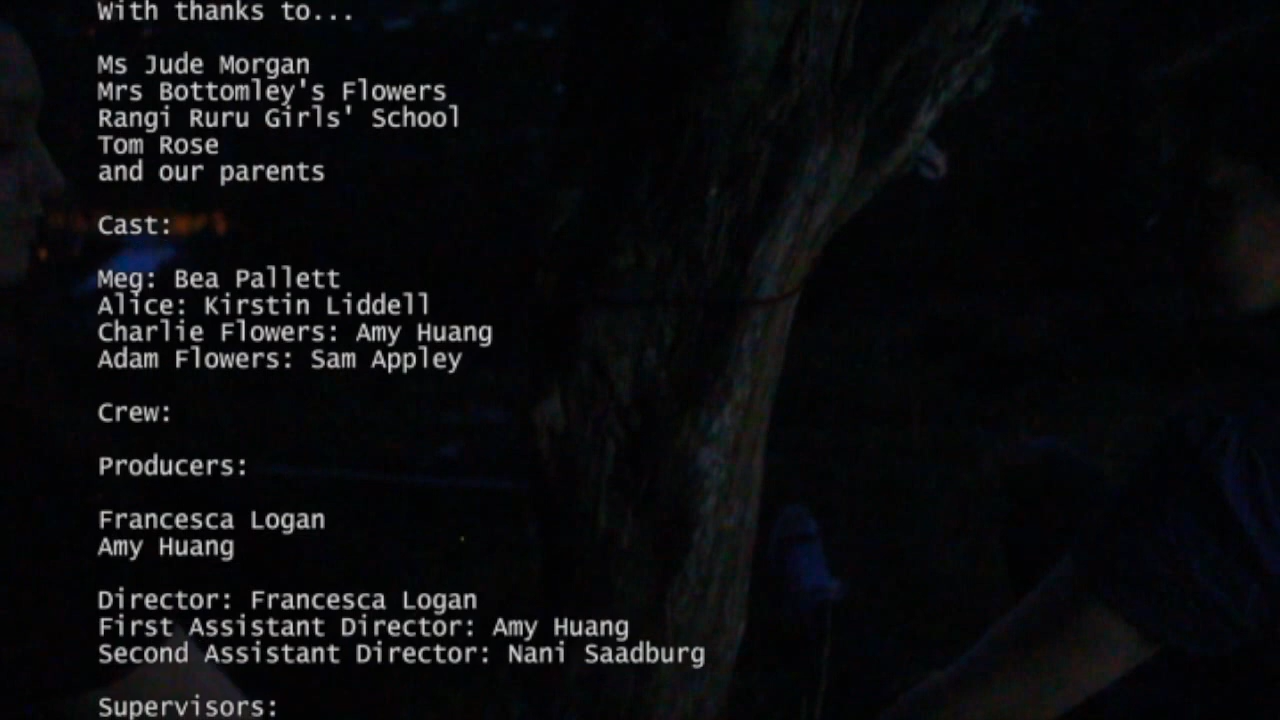 With thanks to...
Ms Jude Morgan
Mrs Bottomley's Flowers
Rangi Ruru Girls' School
Tom Rose
and our parents
Cast:
Meg: Bea Pallett
Alice: Kirstin Liddell
Charlie Flowers: Amy Huang
Adam Flowers: Sam Appley
Crew:
Producers:
Francesca Logan
Amy Huang
Director: Francesca Logan
First Assistant Director: Amy Huang
Second Assistant Director: Nani Saadburg
Supervisors: